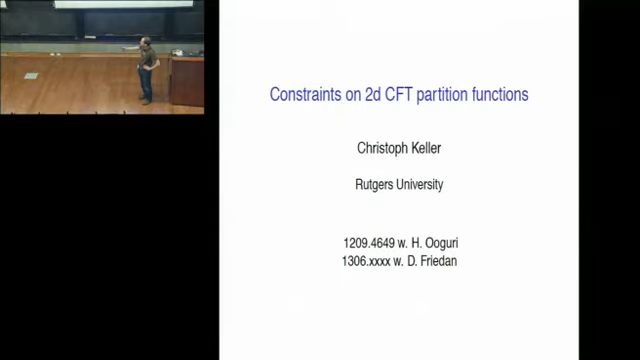 Constraints on 2d CFT partition functions
Christoph Keller
Rutgers University
1209.4649 w. H. Ooguri
1306.xxxx w. D. Friedan